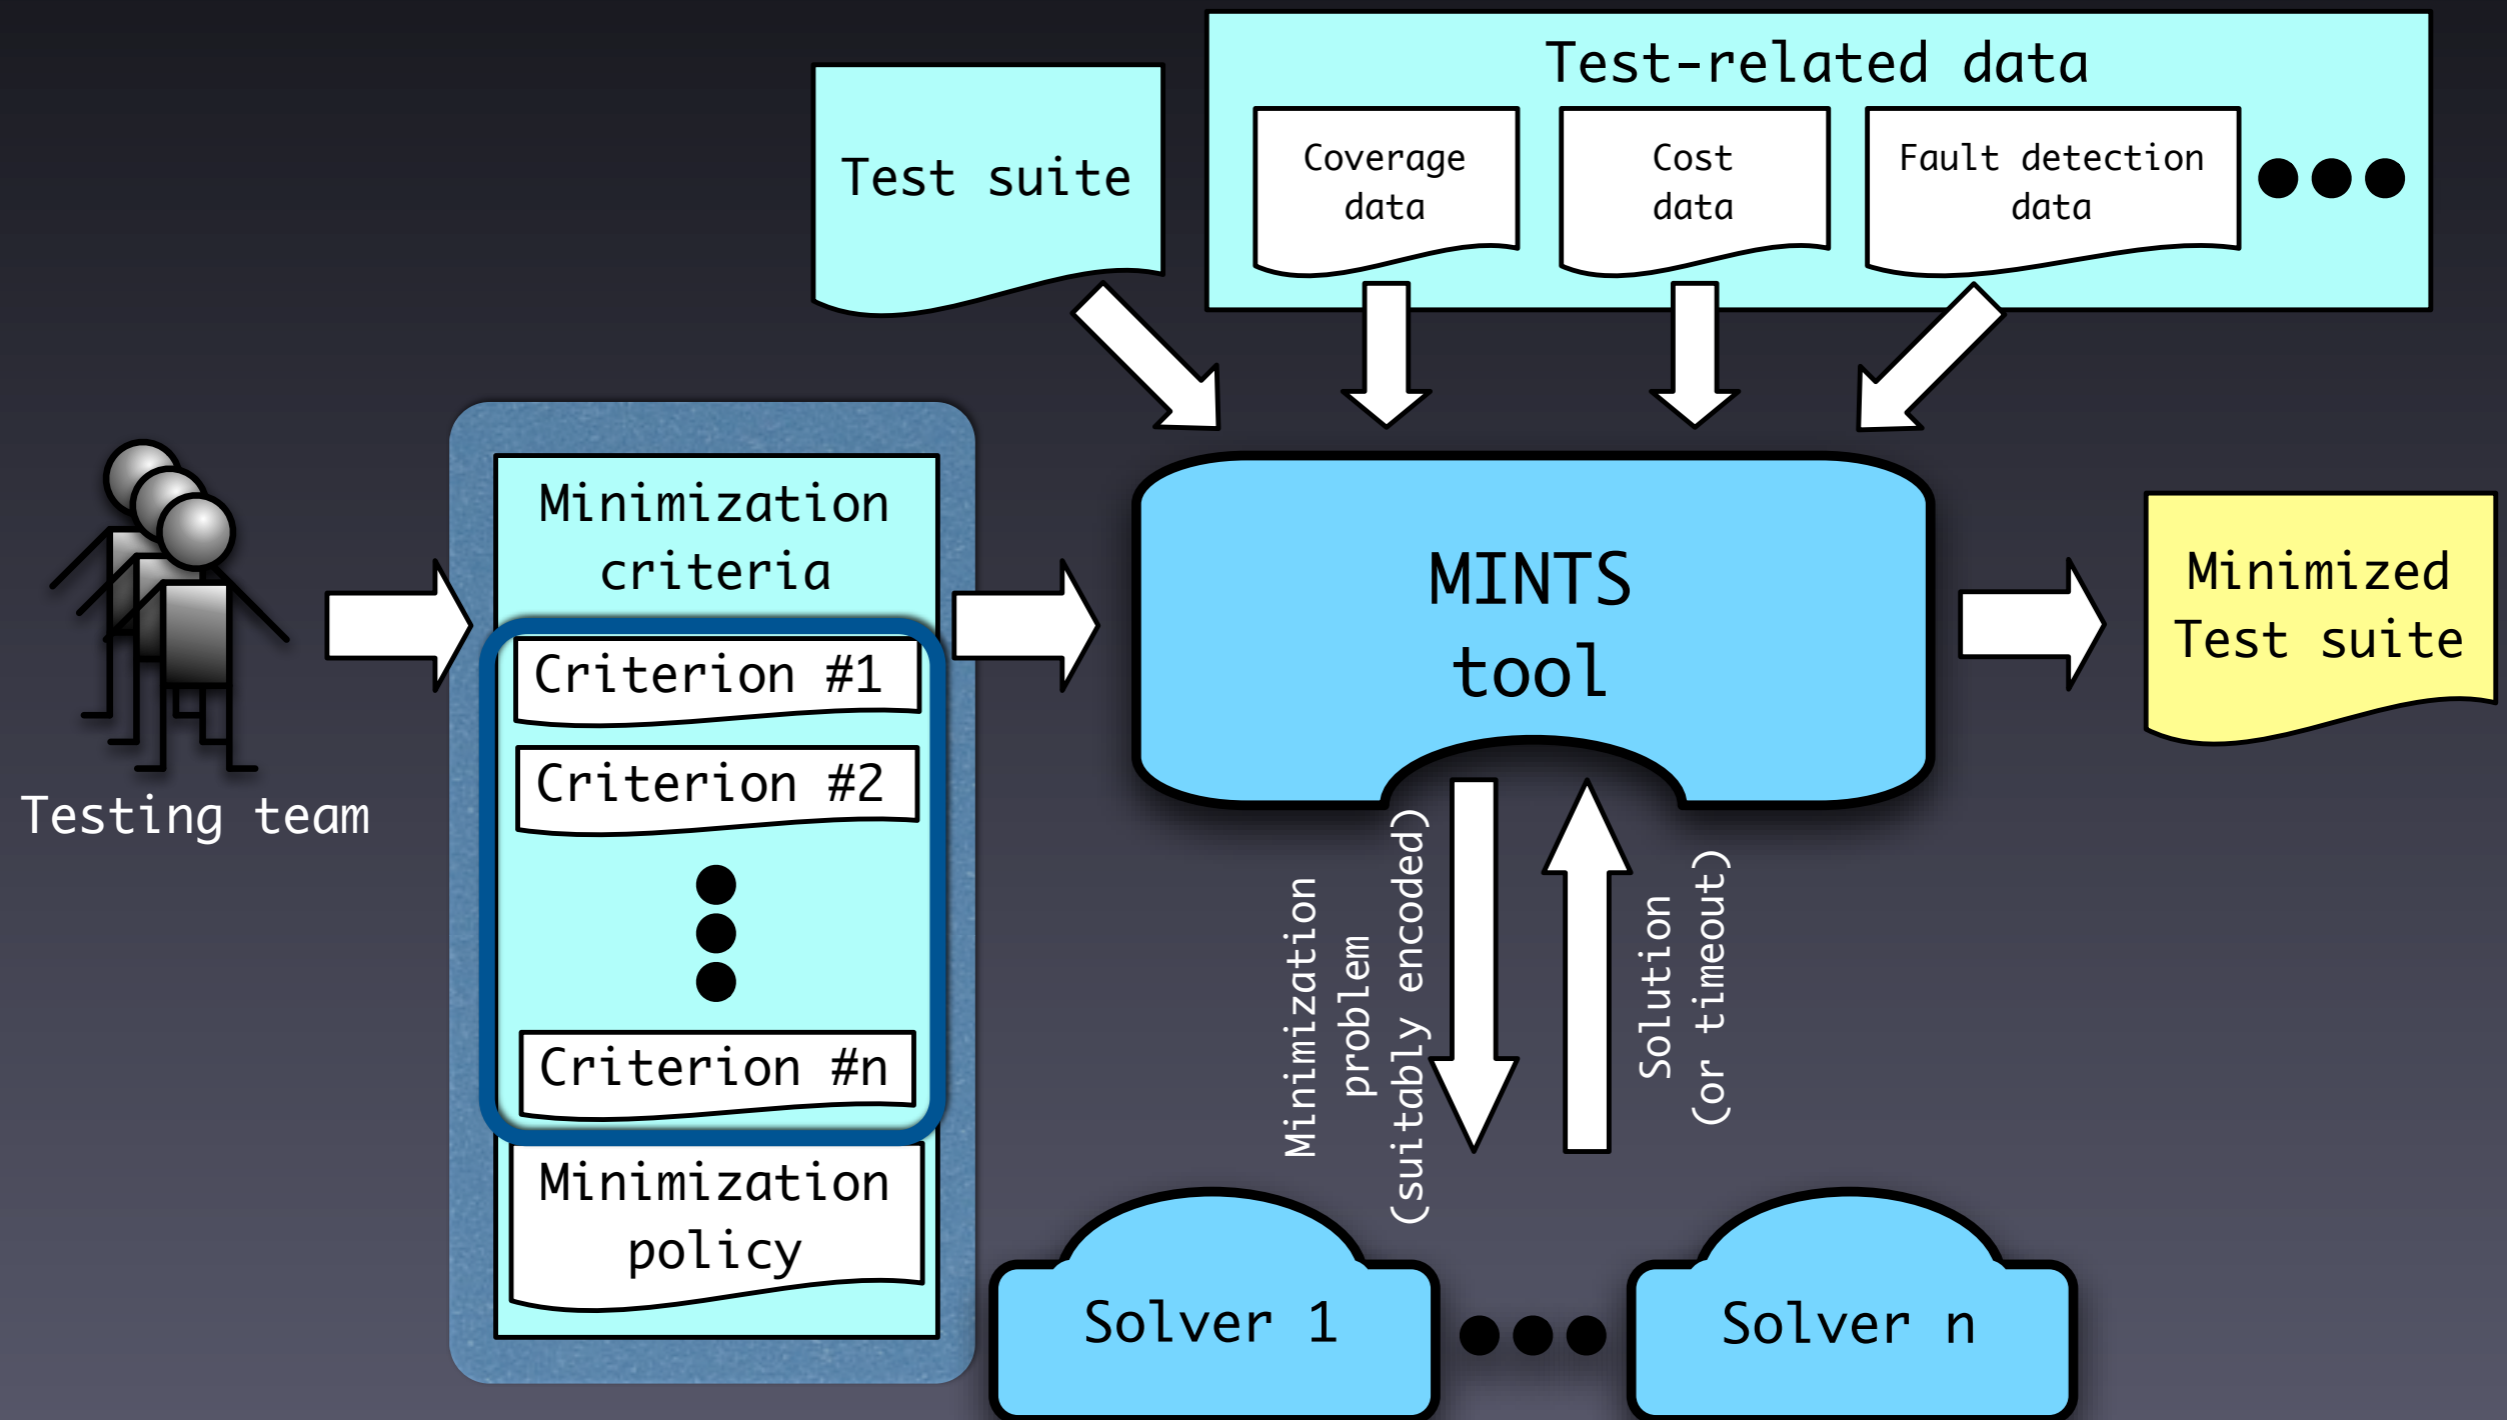 Test-related data
Test suite
Coverage
data
Cost
data
Fault detection
data
Testing team
Minimization
criteria
Criterion #1
Criterion #2
Criterion #n
Minimization
policy
MINTS
tool
Minimized
Test suite
Minimization
problem
(suitably encoded)
Solution
(or timeout)
Solver 1
Solver n